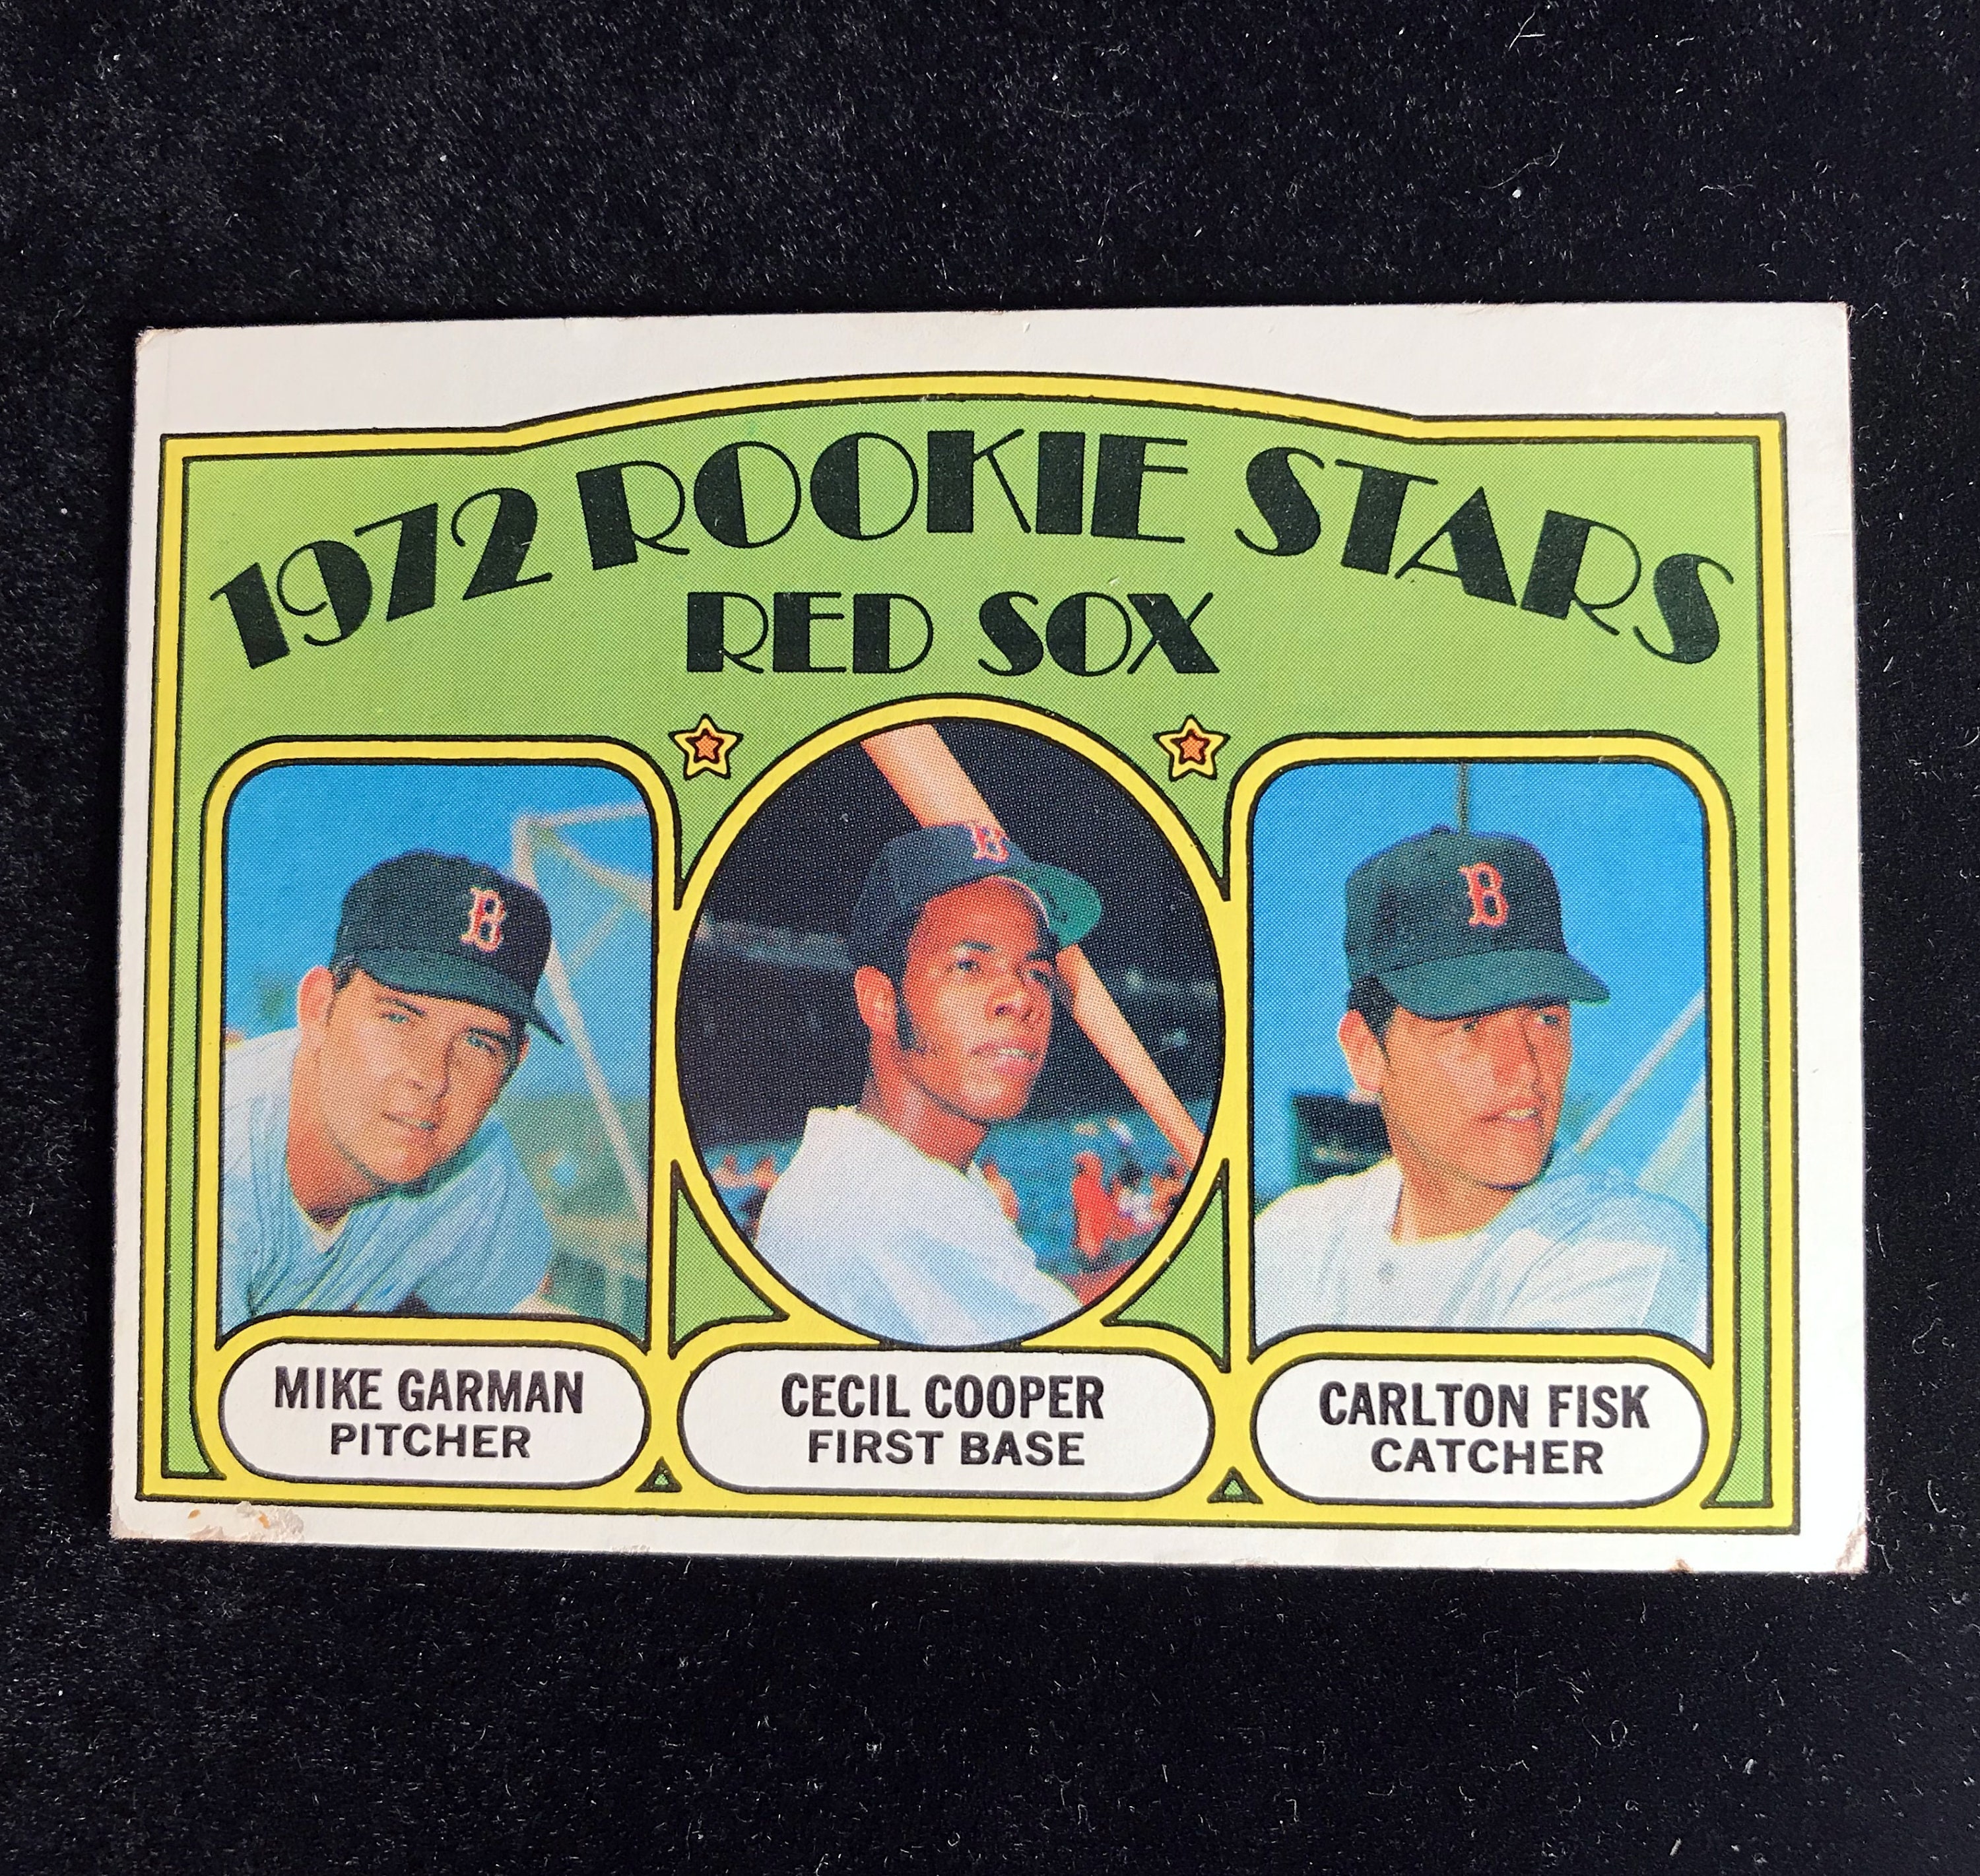 1972 ROOKIE STARS
RED SOX
B
B
B
MIKE GARMAN
PITCHER
CECIL COOPER
FIRST BASE
CARLTON FISK
CATCHER